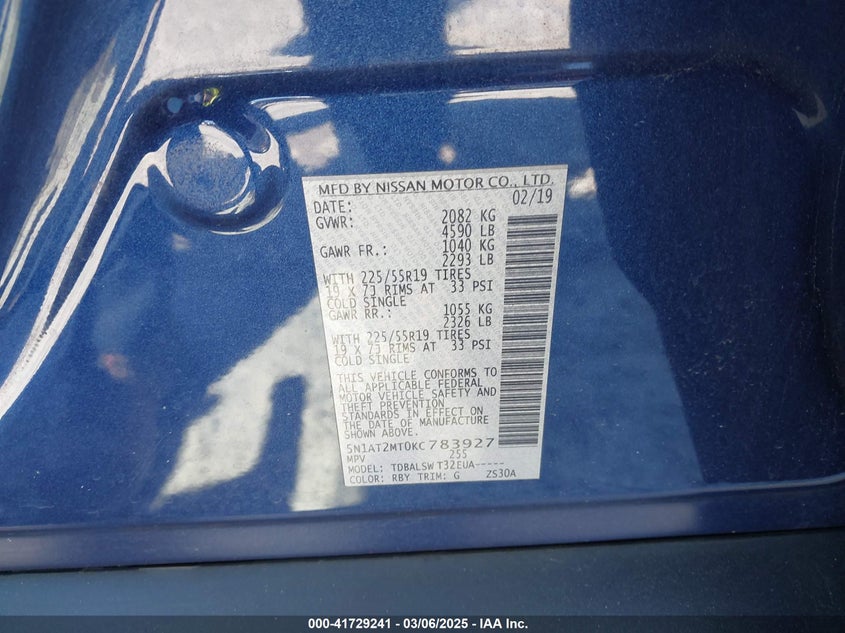 MFD BY NISSAN MOTOR CO., LTD.
DATE: 02/19
GVWR: 2082 KG
4590 LB
GAWR FR.: 1040 KG
2293 LB
WITH 225/55R19 TIRES
19 X 7J RIMS AT 33 PSI
COLD SINGLE
GAWR RR.: 1055 KG
2326 LB
WITH 225/55R19 TIRES
19 X 7J RIMS AT 33 PSI
COLD SINGLE
THIS VEHICLE CONFORMS TO
ALL APPLICABLE FEDERAL
MOTOR VEHICLE SAFETY AND
THEFT PREVENTION
STANDARDS IN EFFECT ON
THE DATE OF MANUFACTURE
SHOWN ABOVE.
5N1AT2MT0KC783927
MPV 255
MODEL: TDBALSW T32EUA-----
COLOR: RBY TRIM: G ZS30A
000-41729241 - 03/06/2025 - IAA Inc.